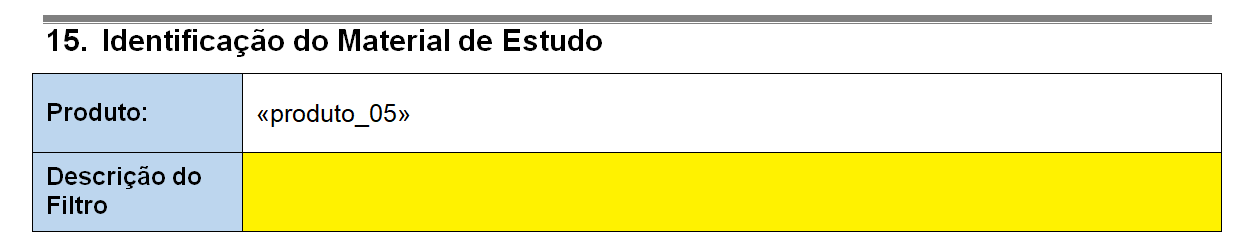 15. Identificação do Material de Estudo
Produto:
«produto_05»
Descrição do
Filtro